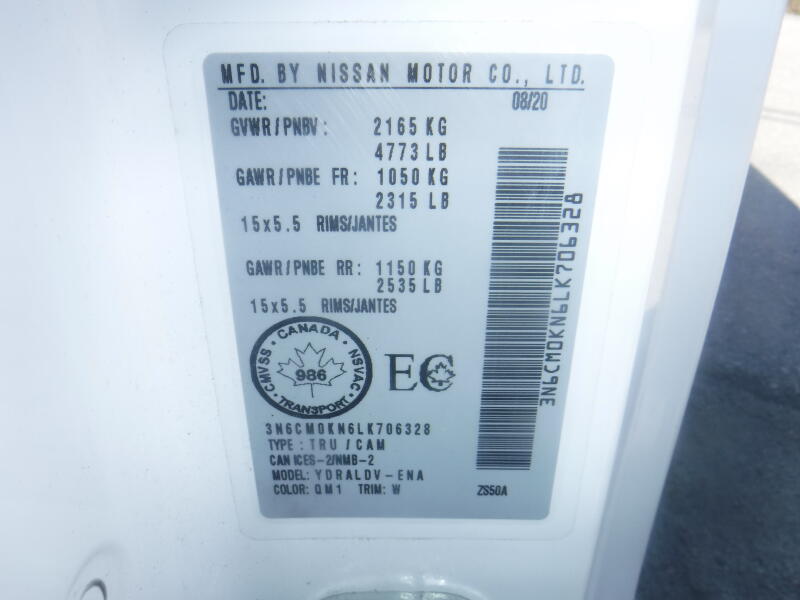 MFD. BY NISSAN MOTOR CO., LTD.
DATE: 08/20
GVWR/PNBV: 2165 KG
4773 LB
GAWR/PNBE FR: 1050 KG
2315 LB
15x5.5 RIMS/JANTES
GAWR/PNBE RR: 1150 KG
2535 LB
15x5.5 RIMS/JANTES
3N6CM0KN6LK706328
CANADA
CMVSS NSVAC
986
TRANSPORT
EC
3N6CM0KN6LK706328
TYPE: TRU/CAM
CAN ICES-2/NMB-2
MODEL: YDRALDV-ENA
COLOR: QM1 TRIM: W ZS50A